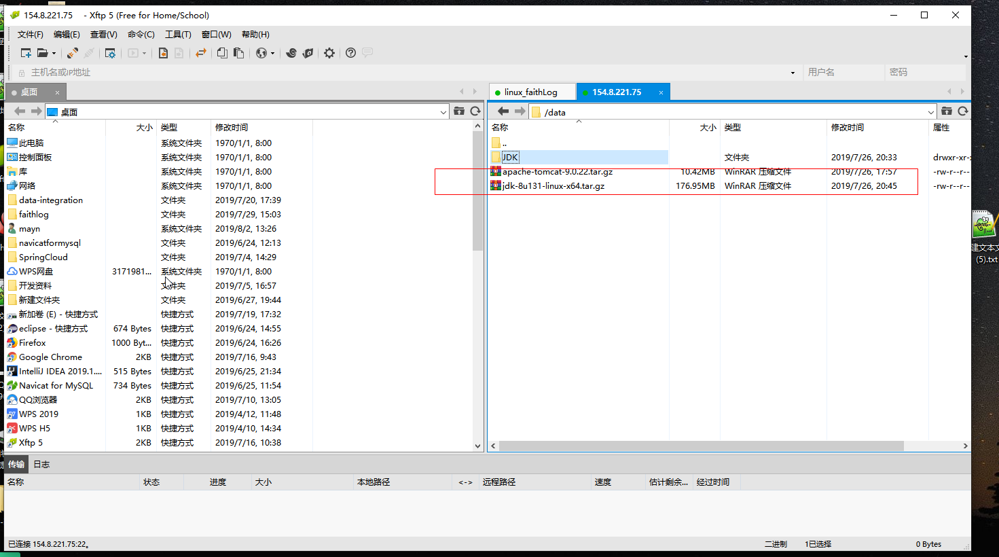 154.8.221.75 - Xftp 5 (Free for Home/School)
文件(F) 编辑(E) 查看(V) 命令(C) 工具(T) 窗口(W) 帮助(H)
主机名或IP地址 用户名 密码
桌面 × linux_faithLog 154.8.221.75 ×
桌面 /data
名称 大小 类型 修改时间
此电脑 系统文件夹 1970/1/1, 8:00
控制面板 系统文件夹 1970/1/1, 8:00
库 系统文件夹 1970/1/1, 8:00
网络 系统文件夹 1970/1/1, 8:00
data-integration 文件夹 2019/7/20, 17:39
faithlog 文件夹 2019/7/29, 15:03
mayn 系统文件夹 2019/8/2, 13:26
navicatformysql 文件夹 2019/6/24, 12:13
SpringCloud 文件夹 2019/7/4, 14:29
WPS网盘 3171981... 系统文件夹 1970/1/1, 8:00
开发资料 文件夹 2019/7/5, 16:57
新建文件夹 文件夹 2019/6/27, 19:44
新加卷 (E) - 快捷方式 快捷方式 2019/7/19, 17:32
eclipse - 快捷方式 674 Bytes 快捷方式 2019/6/24, 14:55
Firefox 1000 Byt... 快捷方式 2019/6/24, 16:26
Google Chrome 2KB 快捷方式 2019/7/16, 9:43
IntelliJ IDEA 2019.1.... 515 Bytes 快捷方式 2019/6/25, 21:34
Navicat for MySQL 734 Bytes 快捷方式 2019/6/25, 11:54
QQ浏览器 2KB 快捷方式 2019/7/10, 13:05
WPS 2019 1KB 快捷方式 2019/4/12, 11:48
WPS H5 1KB 快捷方式 2019/4/10, 14:34
Xftp 5 2KB 快捷方式 2019/7/16, 10:38
名称 大小 类型 修改时间 属性
..
JDK 文件夹 2019/7/26, 20:33 drwxr-xr-
apache-tomcat-9.0.22.tar.gz 10.42MB WinRAR 压缩文件 2019/7/26, 17:57 -rw-r--r--
jdk-8u131-linux-x64.tar.gz 176.95MB WinRAR 压缩文件 2019/7/26, 20:45 -rw-r--r--
建文本文
(5).txt
传输 日志
名称 状态 进度 大小 本地路径 <-> 远程路径 速度 估计剩余... 经过时间
已连接 154.8.221.75:22。 二进制 1已选择 0 Bytes